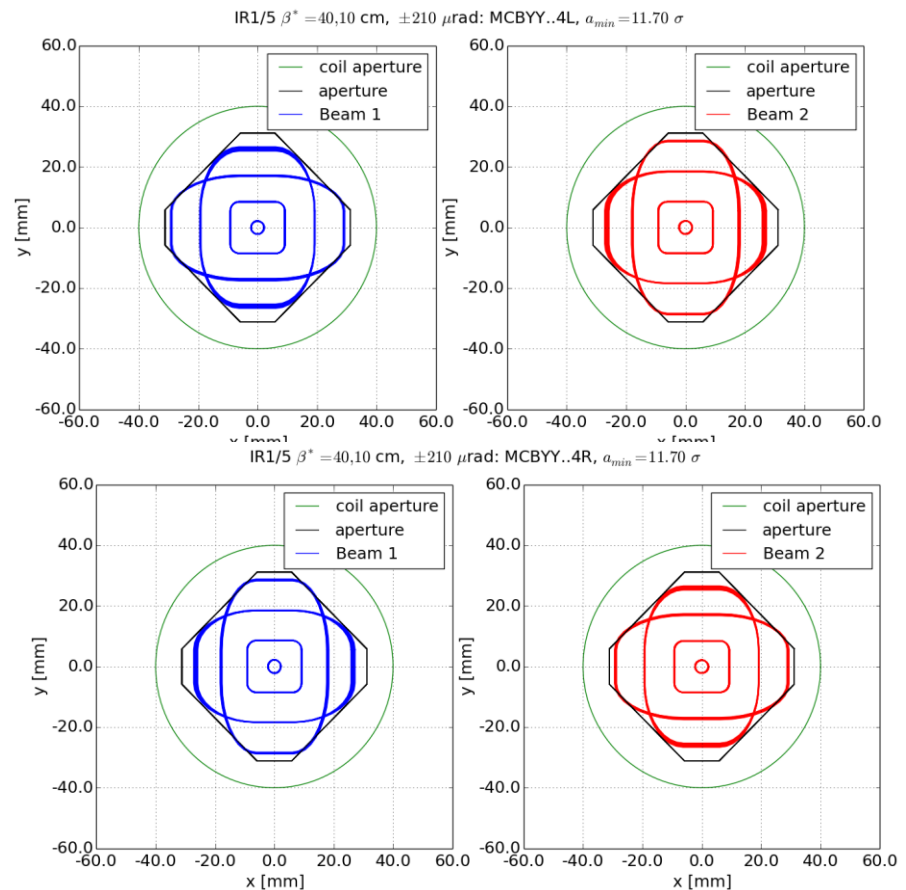 IR1/5 β* =40,10 cm, ±210 μrad: MCBYY..4L, a_min=11.70 σ
60.0
40.0
20.0
0.0
-20.0
-40.0
-60.0
y [mm]
coil aperture
aperture
Beam 1
-60.0 -40.0 -20.0 0.0 20.0 40.0 60.0
x [mm]
60.0
40.0
20.0
0.0
-20.0
-40.0
-60.0
y [mm]
coil aperture
aperture
Beam 2
-60.0 -40.0 -20.0 0.0 20.0 40.0 60.0
x [mm]
IR1/5 β* =40,10 cm, ±210 μrad: MCBYY..4R, a_min=11.70 σ
60.0
40.0
20.0
0.0
-20.0
-40.0
-60.0
y [mm]
coil aperture
aperture
Beam 1
-60.0 -40.0 -20.0 0.0 20.0 40.0 60.0
x [mm]
60.0
40.0
20.0
0.0
-20.0
-40.0
-60.0
y [mm]
coil aperture
aperture
Beam 2
-60.0 -40.0 -20.0 0.0 20.0 40.0 60.0
x [mm]